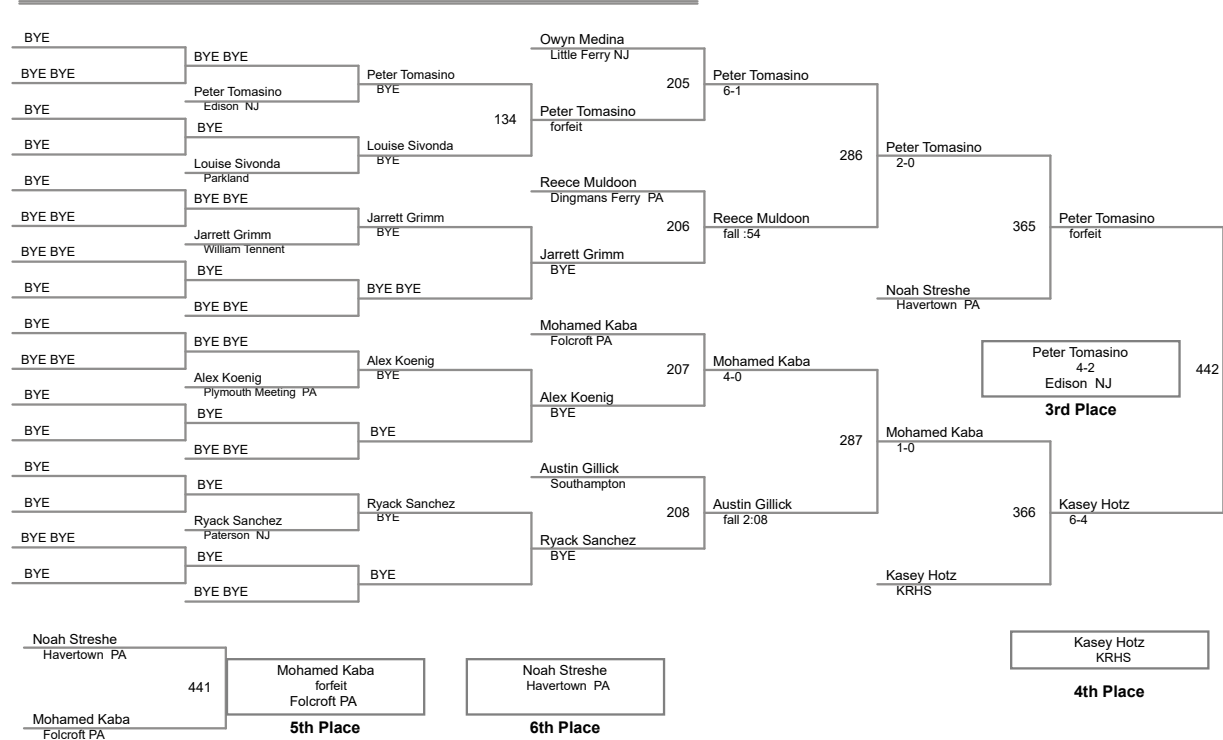 BYE
BYE BYE
BYE
BYE
BYE
BYE BYE
BYE BYE
BYE
BYE
BYE BYE
BYE
BYE
BYE
BYE
BYE BYE
BYE
BYE BYE
Peter Tomasino
Edison NJ
BYE
Louise Sivonda
Parkland
BYE BYE
Jarrett Grimm
William Tennent
BYE
BYE BYE
BYE BYE
Alex Koenig
Plymouth Meeting PA
BYE
BYE BYE
BYE
Ryack Sanchez
Paterson NJ
BYE
BYE BYE
Peter Tomasino
BYE
134
Louise Sivonda
BYE
Jarrett Grimm
BYE
BYE BYE
Alex Koenig
BYE
BYE
Ryack Sanchez
BYE
BYE
Owyn Medina
Little Ferry NJ
205
Peter Tomasino
forfeit
Reece Muldoon
Dingmans Ferry PA
206
Jarrett Grimm
BYE
Mohamed Kaba
Folcroft PA
207
Alex Koenig
BYE
Austin Gillick
Southampton
208
Ryack Sanchez
BYE
Peter Tomasino
6-1
286
Reece Muldoon
fall :54
Mohamed Kaba
4-0
287
Austin Gillick
fall 2:08
Peter Tomasino
2-0
365
Noah Streshe
Havertown PA
Mohamed Kaba
1-0
366
Kasey Hotz
KRHS
Peter Tomasino
forfeit
442
Kasey Hotz
6-4
Peter Tomasino
4-2
Edison NJ
3rd Place
Kasey Hotz
KRHS
4th Place
Noah Streshe
Havertown PA
441
Mohamed Kaba
Folcroft PA
Mohamed Kaba
forfeit
Folcroft PA
5th Place
Noah Streshe
Havertown PA
6th Place